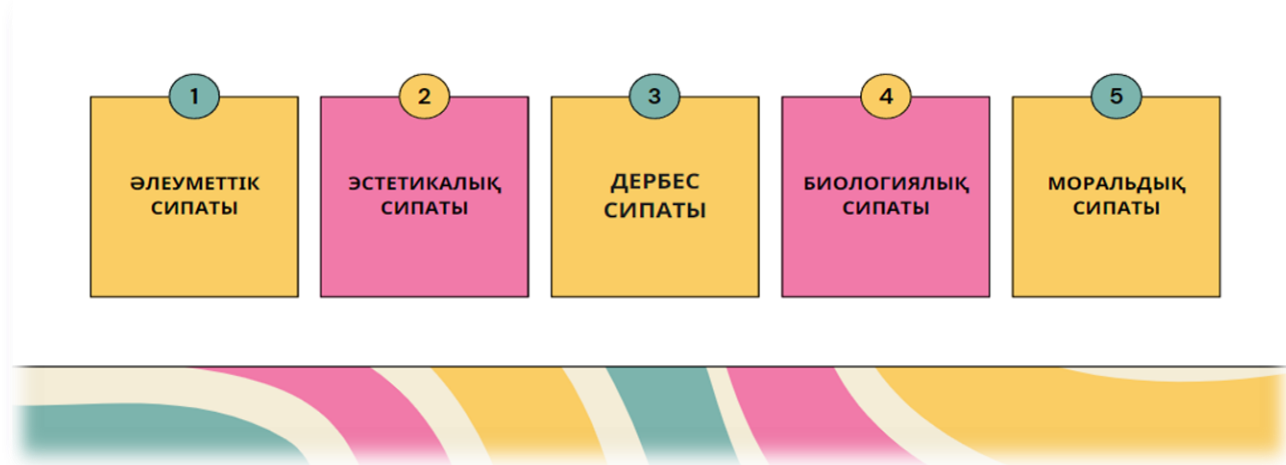 1
ӘЛЕУМЕТТІК
СИПАТЫ
2
ЭСТЕТИКАЛЫҚ
СИПАТЫ
3
ДЕРБЕС
СИПАТЫ
4
БИОЛОГИЯЛЫҚ
СИПАТЫ
5
МОРАЛЬДЫҚ
СИПАТЫ